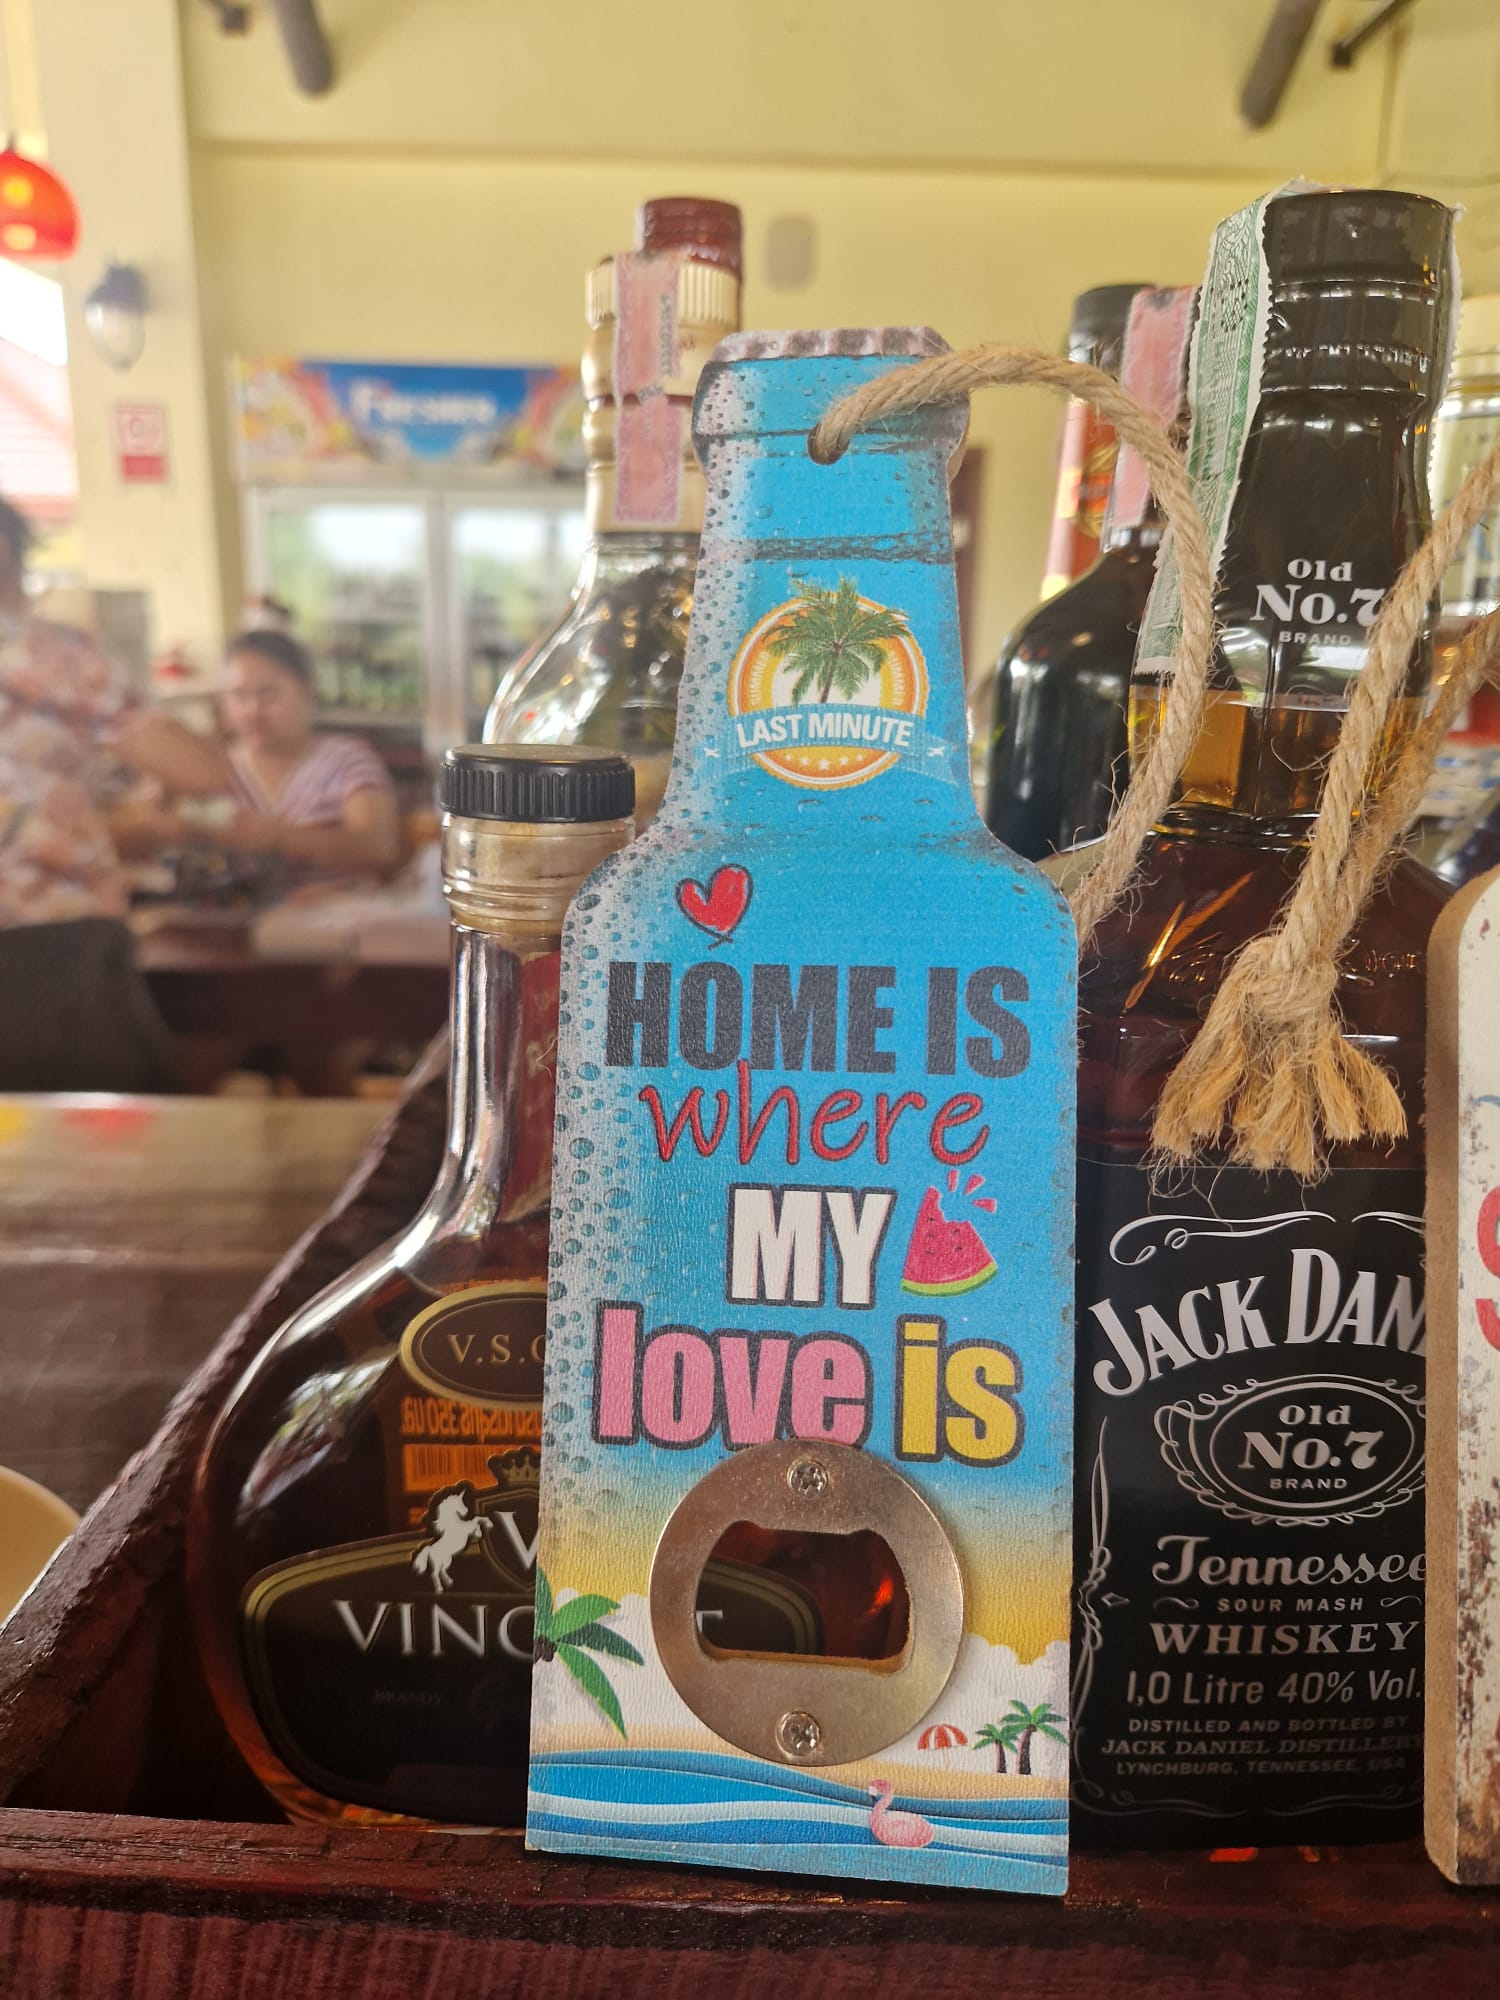 LAST MINUTE
HOME IS
where
MY
love is
Old
No.7
BRAND
JACK DAN
Old
No.7
BRAND
Tennessee
SOUR MASH
WHISKEY
1,0 Litre 40% Vol.
DISTILLED AND BOTTLED BY
JACK DANIEL DISTILLERY
LYNCHBURG, TENNESSEE, USA
V.S.O
BRANDY